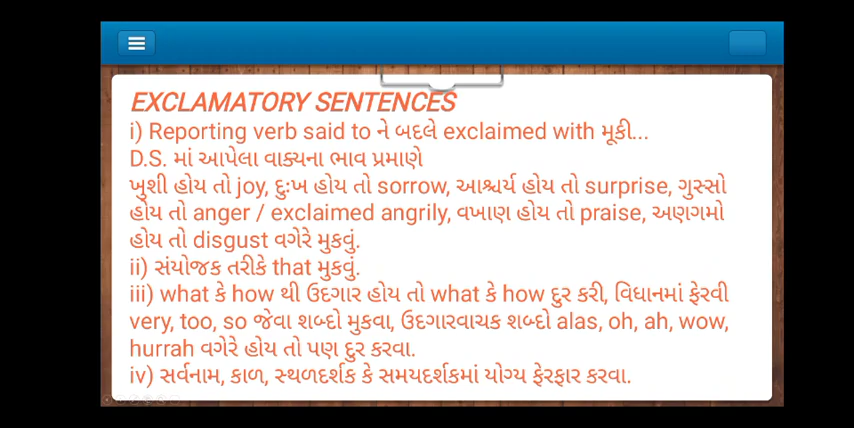 EXCLAMATORY SENTENCES
i) Reporting verb said to ને બદલે exclaimed with મૂકી...
D.S. માં આપેલા વાક્યના ભાવ પ્રમાણે
ખુશી હોય તો joy, દુઃખ હોય તો sorrow, આશ્ચર્ય હોય તો surprise, ગુસ્સો
હોય તો anger / exclaimed angrily, વખાણ હોય તો praise, અણગમો
હોય તો disgust વગેરે મુકવું.
ii) સંયોજક તરીકે that મુકવું.
iii) what કે how થી ઉદગાર હોય તો what કે how દુર કરી, વિધાનમાં ફેરવી
very, too, so જેવા શબ્દો મુકવા, ઉદગારવાચક શબ્દો alas, oh, ah, wow,
hurrah વગેરે હોય તો પણ દુર કરવા.
iv) સર્વનામ, કાળ, સ્થળદર્શક કે સમયદર્શકમાં યોગ્ય ફેરફાર કરવા.